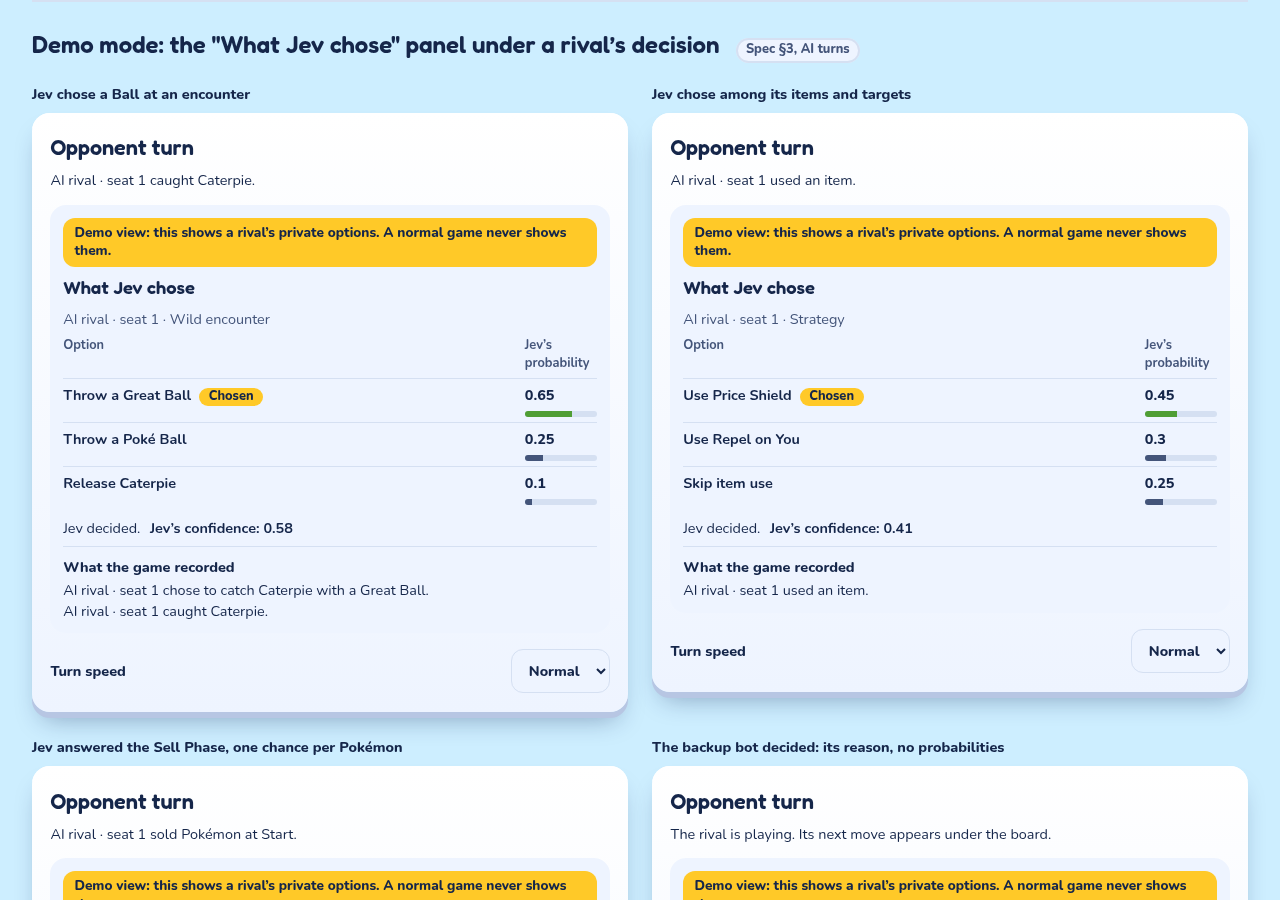 Demo mode: the "What Jev chose" panel under a rival’s decision
Spec §3, AI turns
Jev chose a Ball at an encounter
Opponent turn
AI rival · seat 1 caught Caterpie.
Demo view: this shows a rival’s private options. A normal game never shows
them.
What Jev chose
AI rival · seat 1 · Wild encounter
Option
Jev’s
probability
Throw a Great Ball Chosen 0.65
Throw a Poké Ball 0.25
Release Caterpie 0.1
Jev decided. Jev’s confidence: 0.58
What the game recorded
AI rival · seat 1 chose to catch Caterpie with a Great Ball.
AI rival · seat 1 caught Caterpie.
Turn speed Normal
Jev chose among its items and targets
Opponent turn
AI rival · seat 1 used an item.
Demo view: this shows a rival’s private options. A normal game never shows
them.
What Jev chose
AI rival · seat 1 · Strategy
Option
Jev’s
probability
Use Price Shield Chosen 0.45
Use Repel on You 0.3
Skip item use 0.25
Jev decided. Jev’s confidence: 0.41
What the game recorded
AI rival · seat 1 used an item.
Turn speed Normal
Jev answered the Sell Phase, one chance per Pokémon
Opponent turn
AI rival · seat 1 sold Pokémon at Start.
Demo view: this shows a rival’s private options. A normal game never shows
The backup bot decided: its reason, no probabilities
Opponent turn
The rival is playing. Its next move appears under the board.
Demo view: this shows a rival’s private options. A normal game never shows